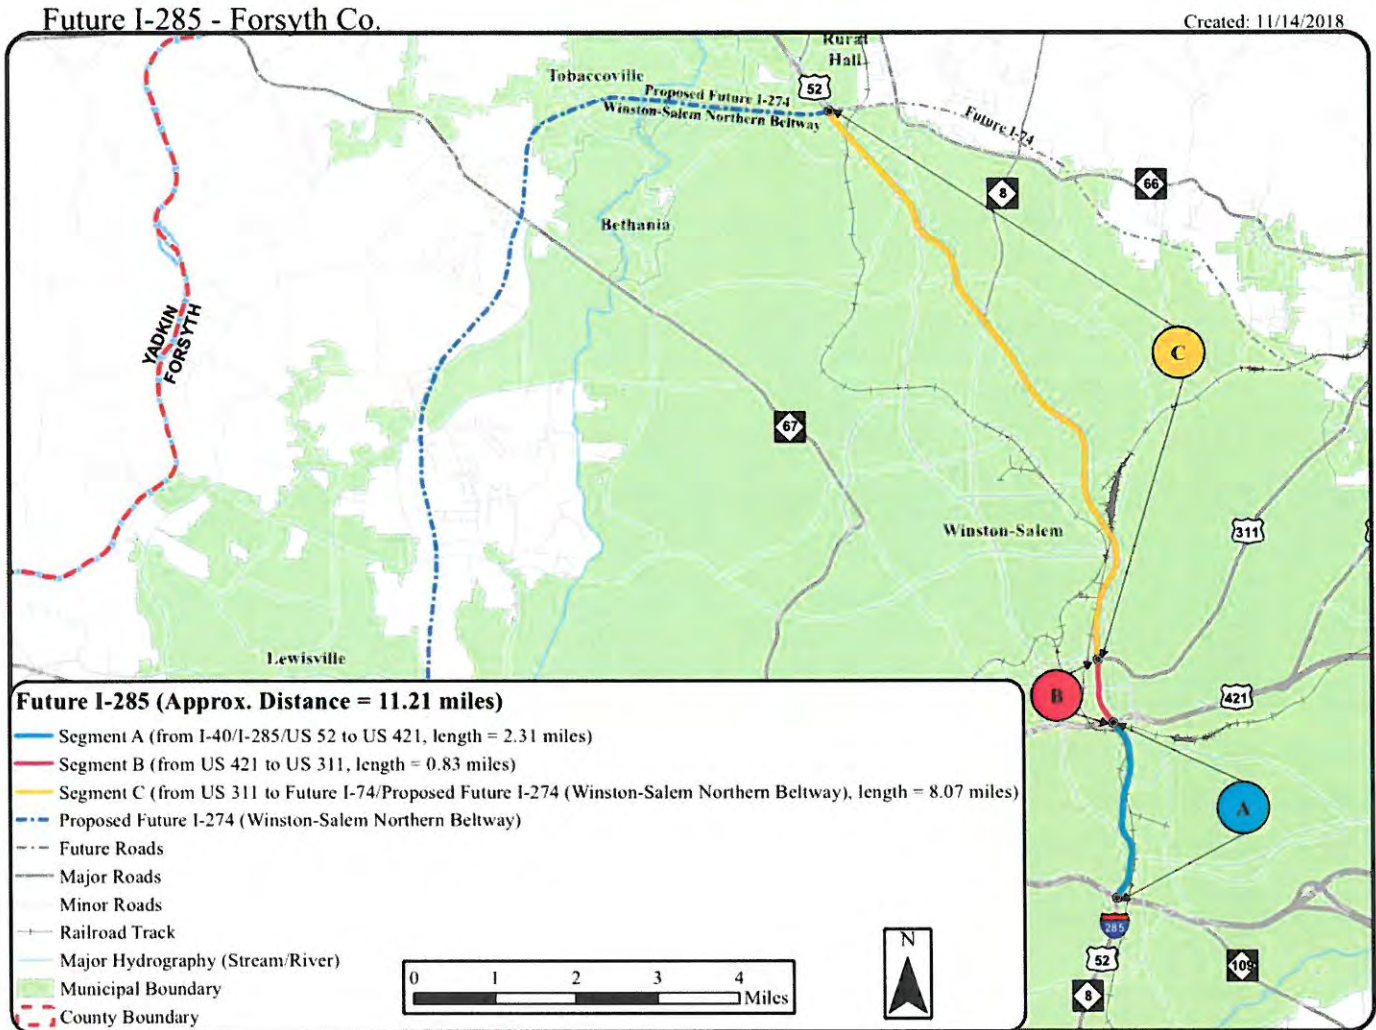 Future I-285 - Forsyth Co.
Created: 11/14/2018
Rural
Hall
Tobaccoville
52
Proposed Future I-274
Winston-Salem Northern Beltway
Future I-74
8
66
Bethania
YADKIN
FORSYTH
C
67
Winston-Salem
311
Lewisville
B
421
A
285
52
109
8
Future I-285 (Approx. Distance = 11.21 miles)
Segment A (from I-40/I-285/US 52 to US 421, length = 2.31 miles)
Segment B (from US 421 to US 311, length = 0.83 miles)
Segment C (from US 311 to Future I-74/Proposed Future I-274 (Winston-Salem Northern Beltway), length = 8.07 miles)
Proposed Future I-274 (Winston-Salem Northern Beltway)
Future Roads
Major Roads
Minor Roads
Railroad Track
Major Hydrography (Stream/River)
Municipal Boundary
County Boundary
0 1 2 3 4
Miles
N